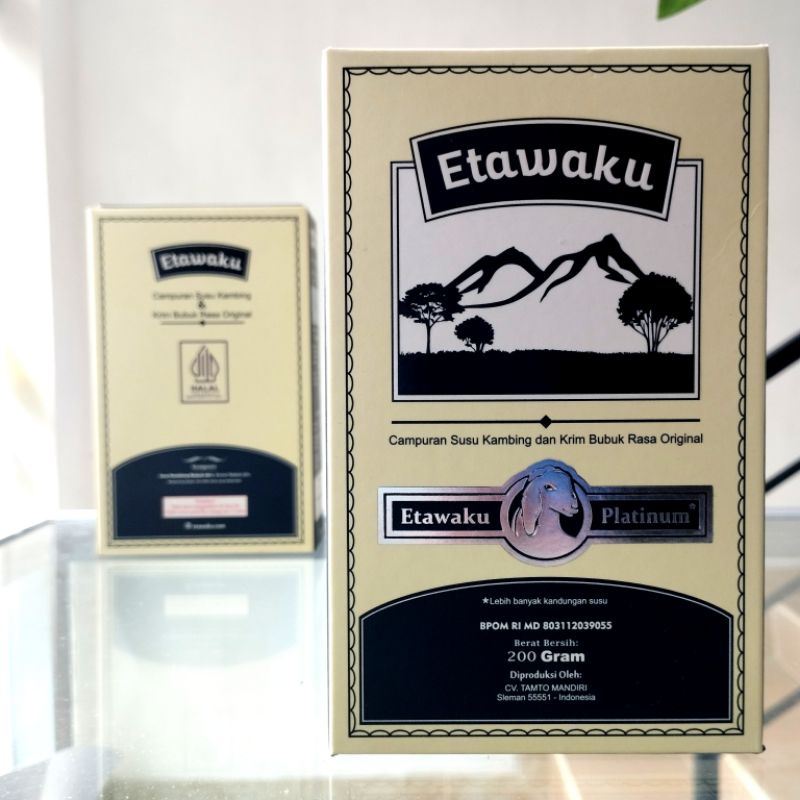 Etawaku
Campuran Susu Kambing dan Krim Bubuk Rasa Original
Etawaku Platinum*
★Lebih banyak kandungan susu
BPOM RI MD 803112039055
Berat Bersih:
200 Gram
Diproduksi Oleh:
CV. TAMTO MANDIRI
Sleman 55551 - Indonesia
Etawaku
Campuran Susu Kambing
&
Krim Bubuk Rasa Original
HALAL
etawaku.com